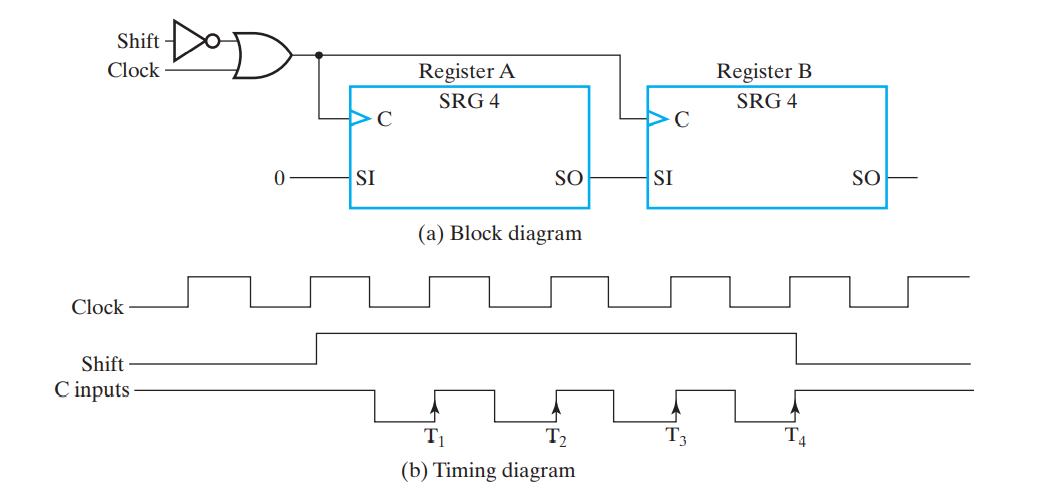 Shift
Clock
Register A
Register B
SRG 4
SRG 4
C
C
0
SI
SO
SI
SO
(a) Block diagram
Clock
Shift
C inputs
T1
T2
T3
T4
(b) Timing diagram